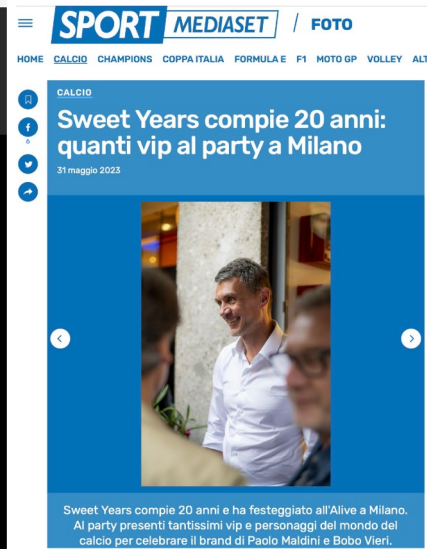 SPORT MEDIASET / FOTO
HOME CALCIO CHAMPIONS COPPA ITALIA FORMULA E F1 MOTO GP VOLLEY ALT
CALCIO
Sweet Years compie 20 anni:
quanti vip al party a Milano
31 maggio 2023
6
Sweet Years compie 20 anni e ha festeggiato all'Alive a Milano.
Al party presenti tantissimi vip e personaggi del mondo del
calcio per celebrare il brand di Paolo Maldini e Bobo Vieri.